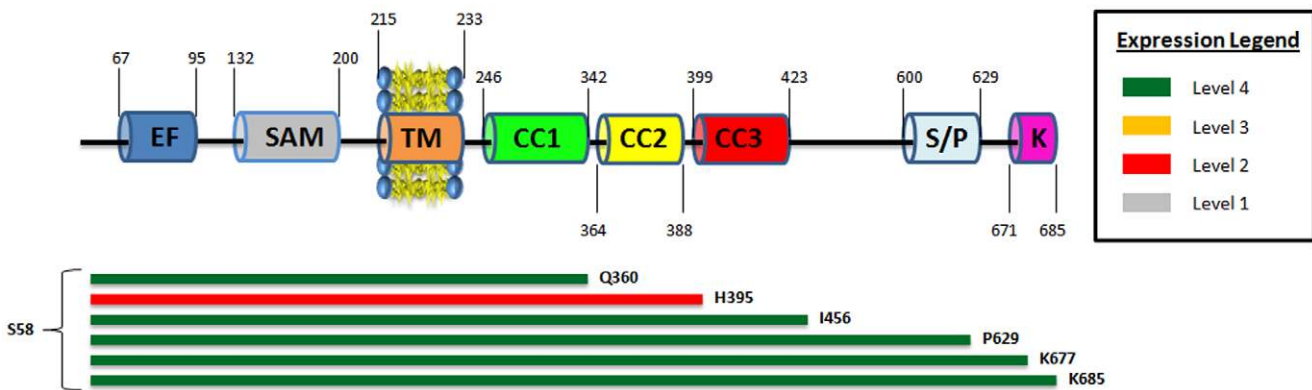 215 233
67 95 132 200 246 342 399 423 600 629
EF SAM TM CC1 CC2 CC3 S/P K
364 388 671 685
Expression Legend
Level 4
Level 3
Level 2
Level 1
S58
Q360
H395
I456
P629
K677
K685